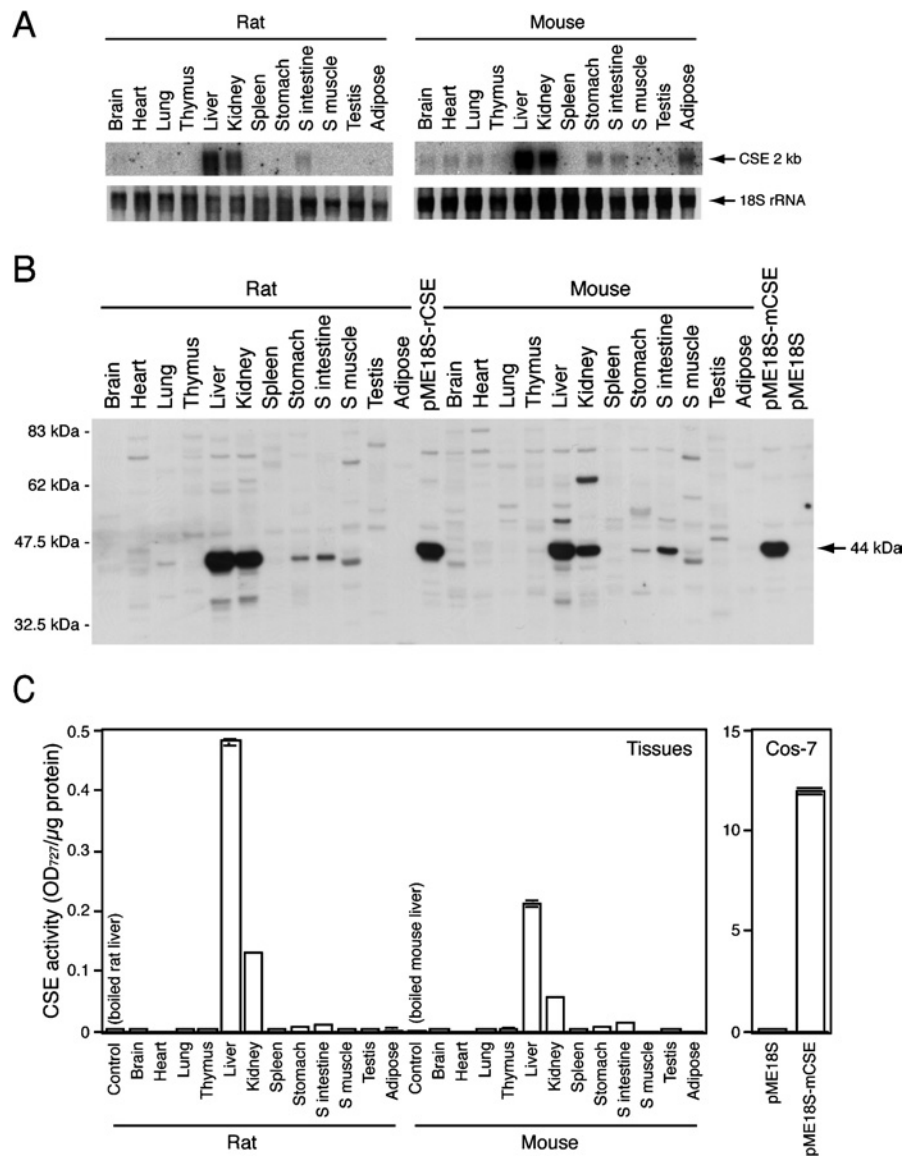 A
Rat
Mouse
Brain
Heart
Lung
Thymus
Liver
Kidney
Spleen
Stomach
S intestine
S muscle
Testis
Adipose
Brain
Heart
Lung
Thymus
Liver
Kidney
Spleen
Stomach
S intestine
S muscle
Testis
Adipose
CSE 2 kb
18S rRNA
B
Rat
Mouse
Brain
Heart
Lung
Thymus
Liver
Kidney
Spleen
Stomach
S intestine
S muscle
Testis
Adipose
pME18S-rCSE
Brain
Heart
Lung
Thymus
Liver
Kidney
Spleen
Stomach
S intestine
S muscle
Testis
Adipose
pME18S-mCSE
pME18S
83 kDa -
62 kDa -
47.5 kDa -
32.5 kDa -
44 kDa
C
CSE activity (OD727/µg protein)
0.5
0.4
0.3
0.2
0.1
0
Tissues
(boiled rat liver)
(boiled mouse liver)
Control
Brain
Heart
Lung
Thymus
Liver
Kidney
Spleen
Stomach
S intestine
S muscle
Testis
Adipose
Control
Brain
Heart
Lung
Thymus
Liver
Kidney
Spleen
Stomach
S intestine
S muscle
Testis
Adipose
Rat
Mouse
Cos-7
15
10
5
0
pME18S
pME18S-mCSE